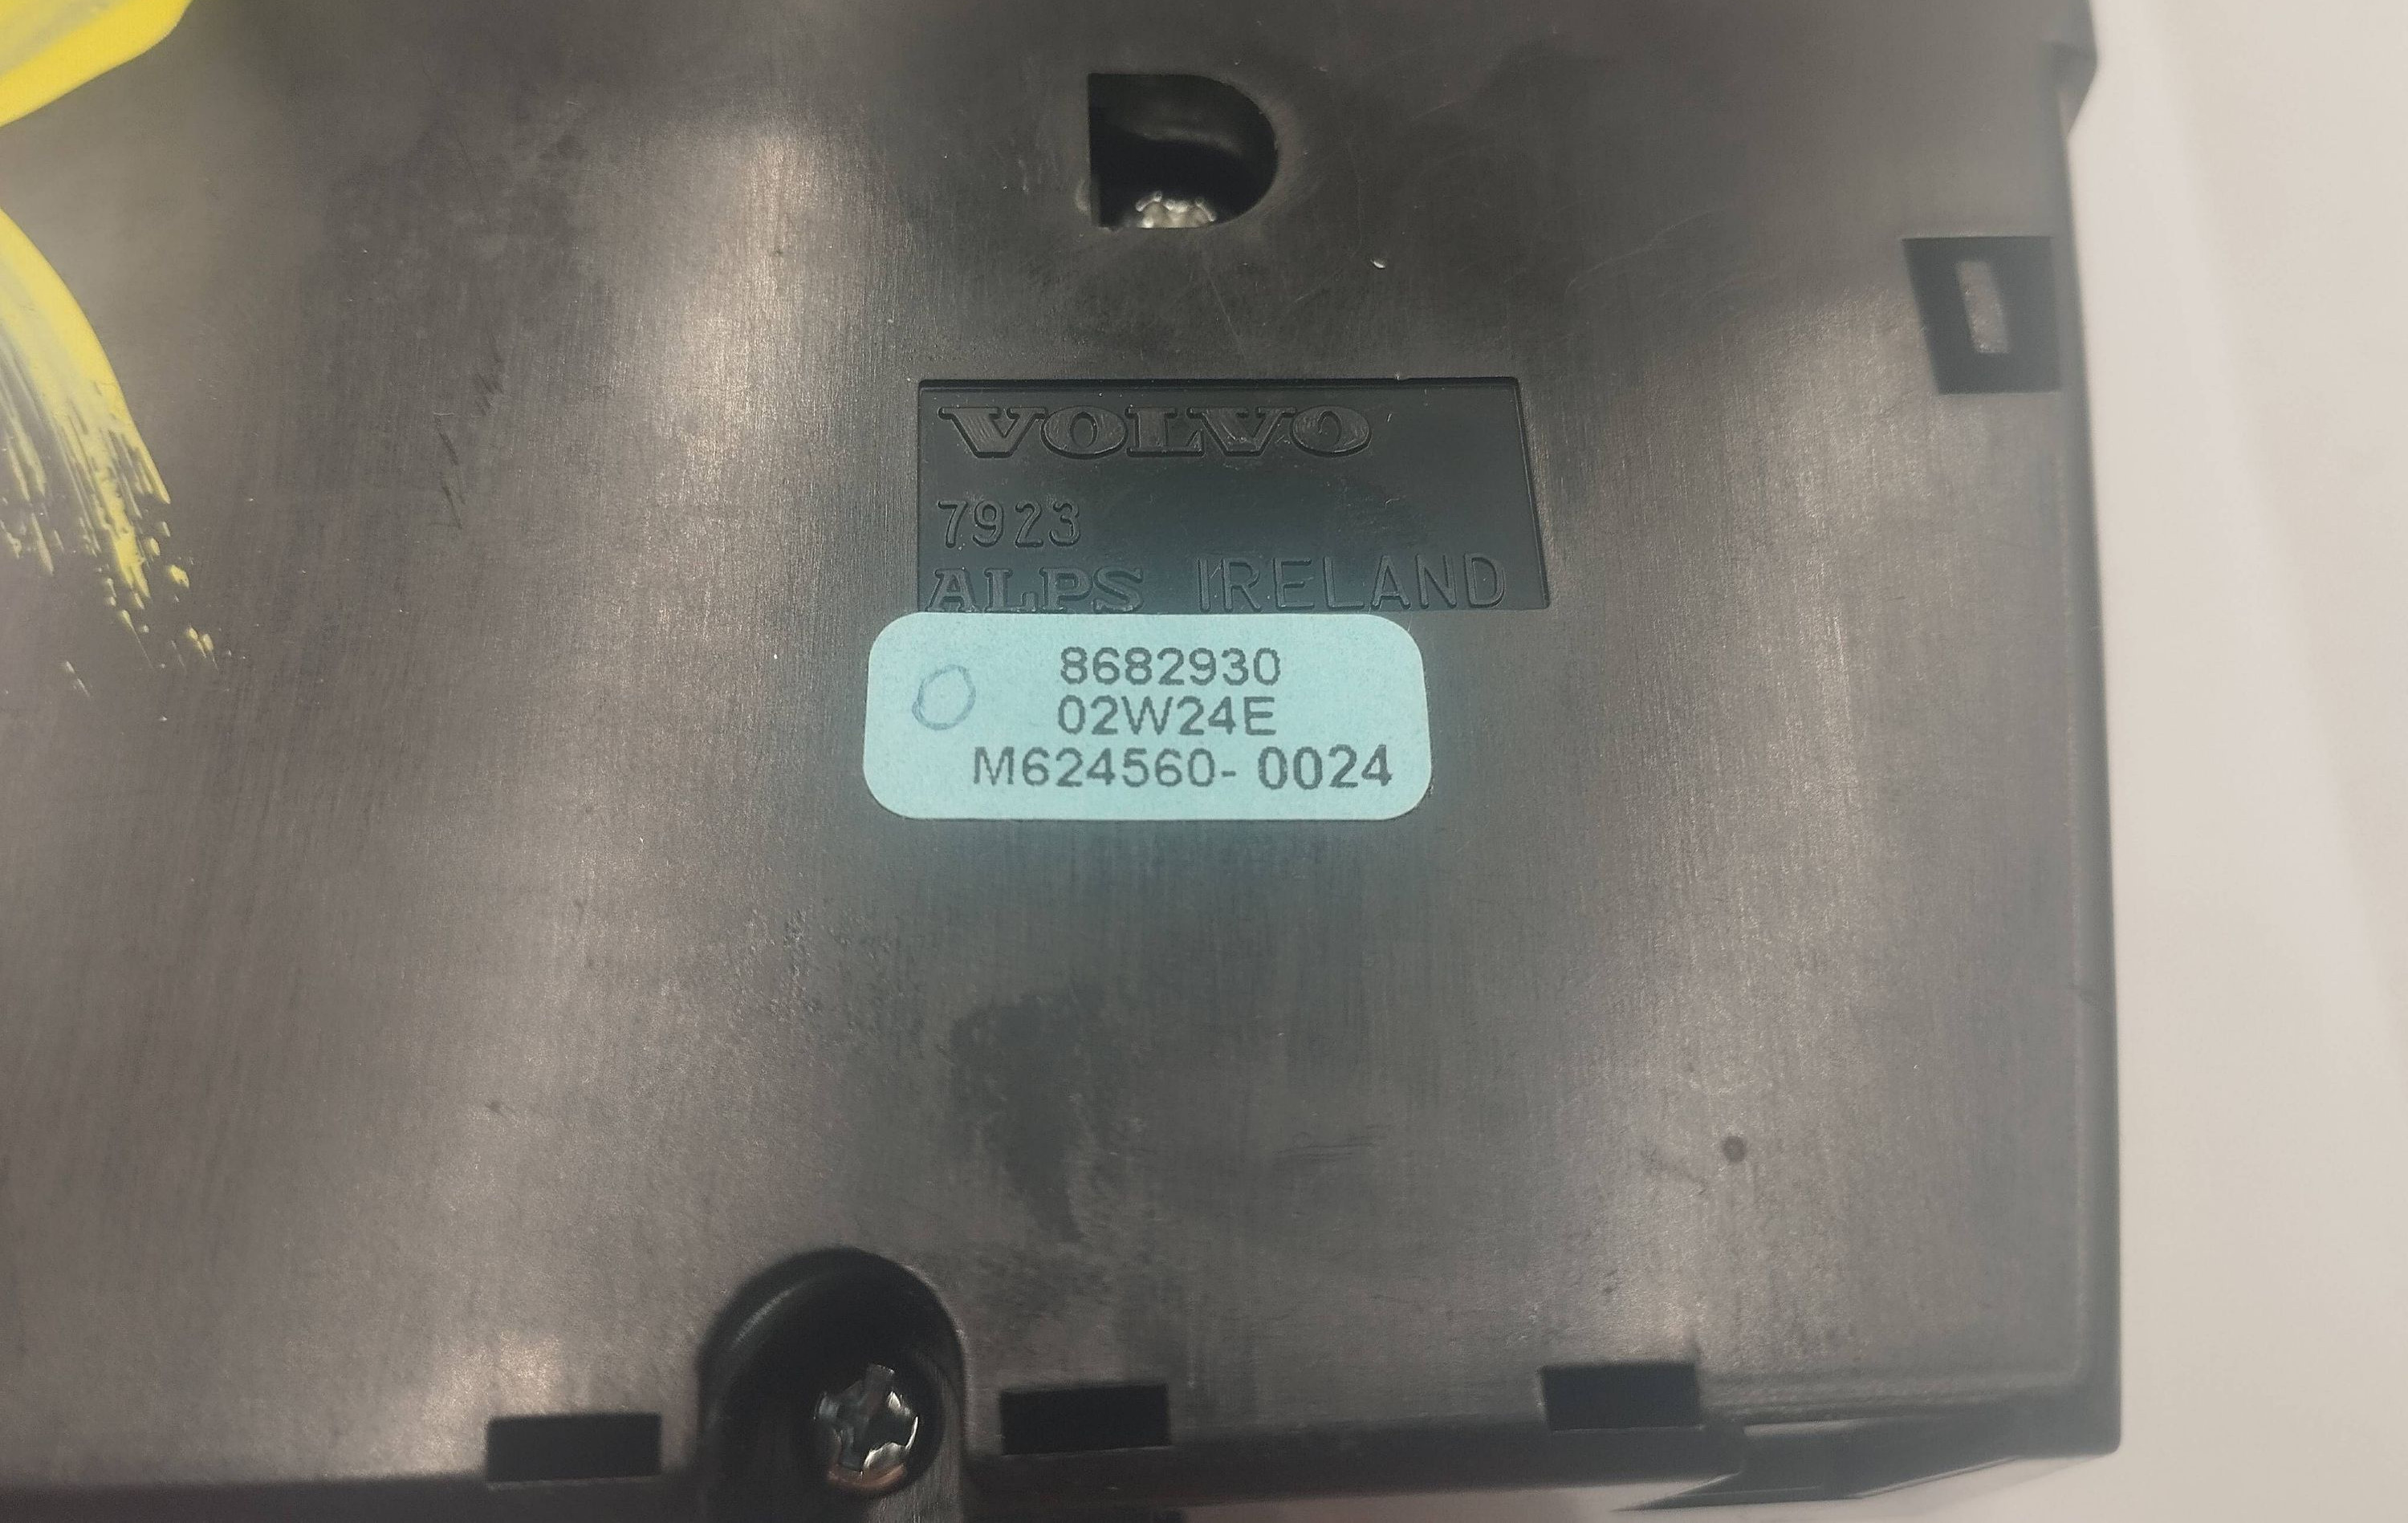 VOLVO
7923
ALPS IRELAND
8682930
02W24E
M624560- 0024